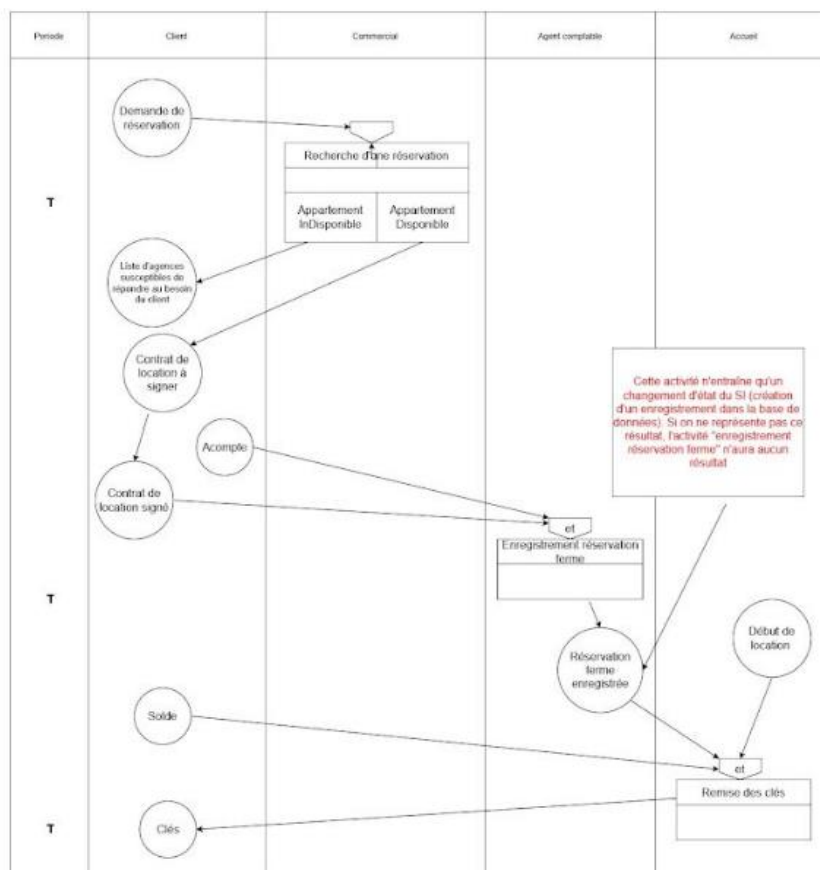 Periode
Client
Commercial
Agent comptable
Accueil
Demande de
réservation
Recherche d'une réservation
T
Appartement
InDisponible
Appartement
Disponible
Liste d'agences
susceptibles de
répondre au besoin
du client
Contrat de
location à
signer
Cette activité n'entraîne qu'un
changement d'état du SI (création
d'un enregistrement dans la base de
données). Si on ne représente pas ce
résultat, l'activité "enregistrement
réservation ferme" n'aura aucun
résultat
Acompte
Contrat de
location signé
et
Enregistrement réservation
ferme
T
Réservation
ferme
enregistrée
Début de
location
Solde
et
Remise des clés
T
Clés